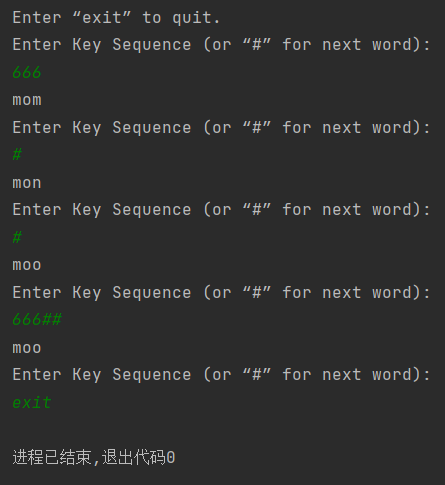 Enter “exit” to quit.
Enter Key Sequence (or “#” for next word):
666
mom
Enter Key Sequence (or “#” for next word):
#
mon
Enter Key Sequence (or “#” for next word):
#
moo
Enter Key Sequence (or “#” for next word):
666##
moo
Enter Key Sequence (or “#” for next word):
exit
进程已结束,退出代码0